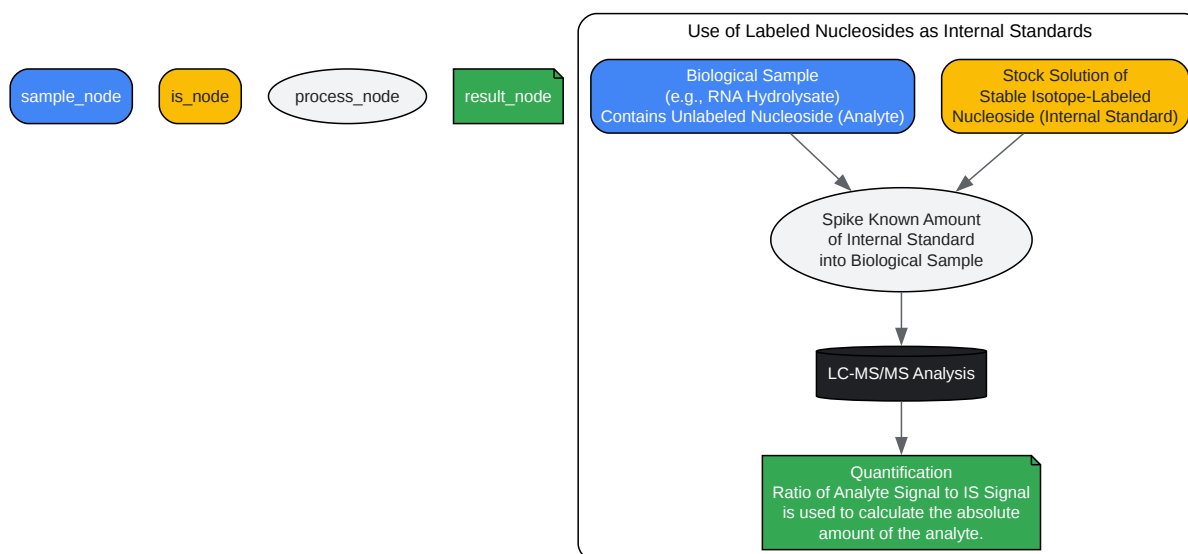 Use of Labeled Nucleosides as Internal Standards
sample_node
is_node
process_node
result_node
Biological Sample
(e.g., RNA Hydrolysate)
Contains Unlabeled Nucleoside (Analyte)
Stock Solution of
Stable Isotope-Labeled
Nucleoside (Internal Standard)
Spike Known Amount
of Internal Standard
into Biological Sample
LC-MS/MS Analysis
Quantification
Ratio of Analyte Signal to IS Signal
is used to calculate the absolute
amount of the analyte.